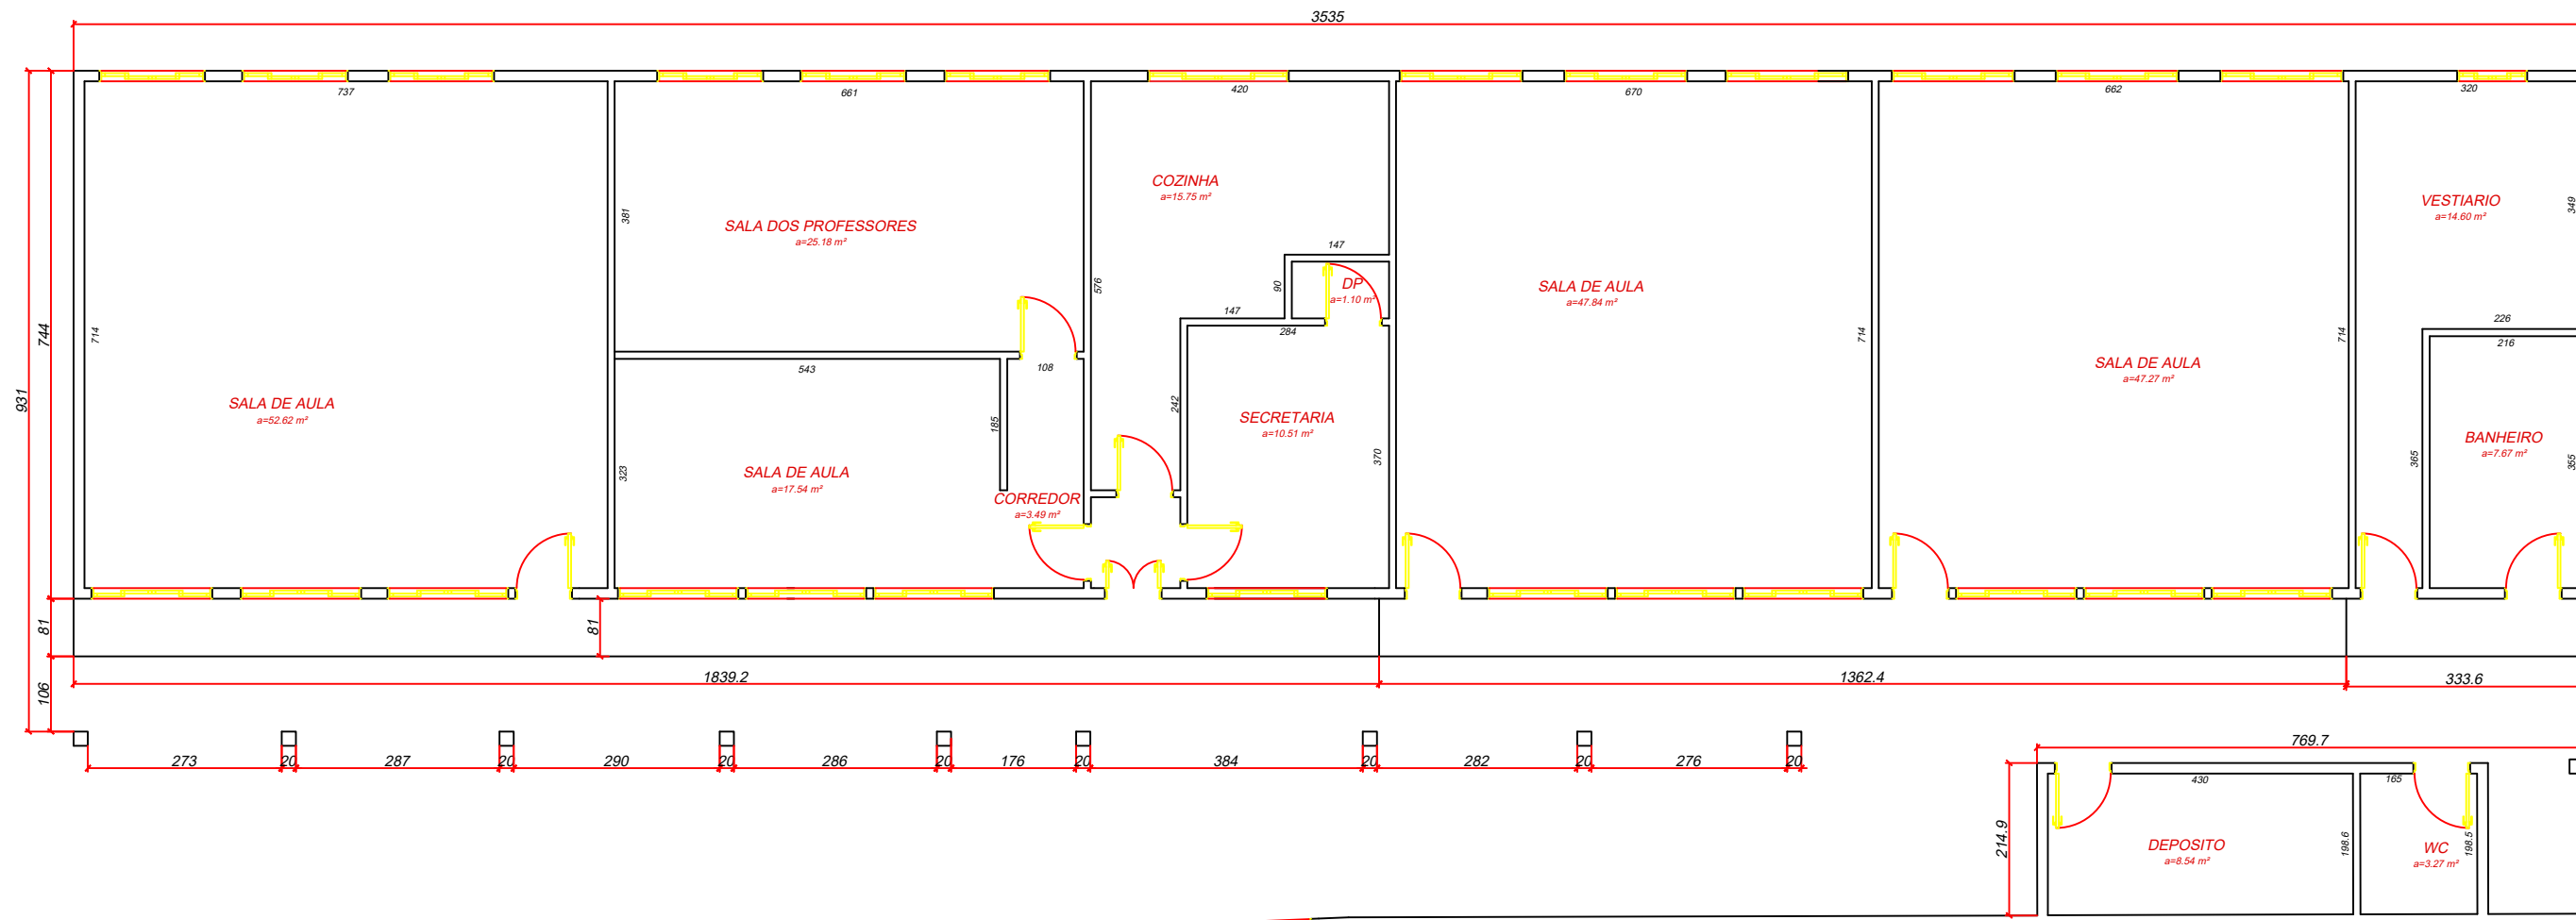 3535
737
661
420
670
662
320
COZINHA
a=15.75 m²
VESTIARIO
a=14.60 m²
349
381
SALA DOS PROFESSORES
a=25.18 m²
147
576
90
DP
a=1.10 m²
SALA DE AULA
a=47.84 m²
147
284
226
216
931
744
714
714
714
543
108
SALA DE AULA
a=47.27 m²
SALA DE AULA
a=52.62 m²
242
185
SECRETARIA
a=10.51 m²
BANHEIRO
a=7.67 m²
323
370
365
355
SALA DE AULA
a=17.54 m²
CORREDOR
a=3.49 m²
81
81
106
1839.2
1362.4
333.6
273
20
287
20
290
20
286
20
176
20
384
20
282
20
276
20
769.7
430
165
214.9
DEPOSITO
a=8.54 m²
198.6
WC
a=3.27 m²
198.5